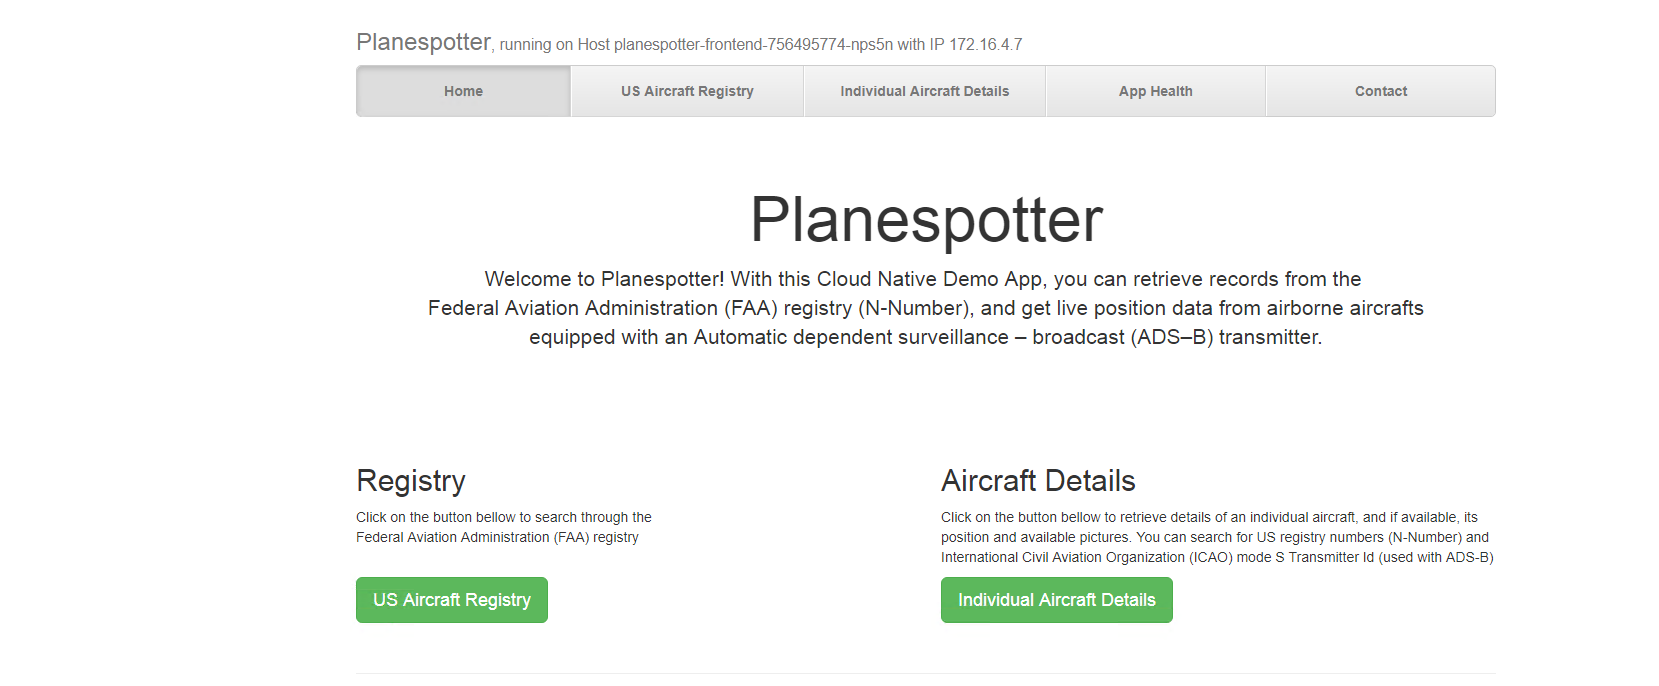 Planespotter, running on Host planespotter-frontend-756495774-nps5n with IP 172.16.4.7
Home
US Aircraft Registry
Individual Aircraft Details
App Health
Contact
Planespotter
Welcome to Planespotter! With this Cloud Native Demo App, you can retrieve records from the
Federal Aviation Administration (FAA) registry (N-Number), and get live position data from airborne aircrafts
equipped with an Automatic dependent surveillance – broadcast (ADS–B) transmitter.
Registry
Click on the button bellow to search through the
Federal Aviation Administration (FAA) registry
US Aircraft Registry
Aircraft Details
Click on the button bellow to retrieve details of an individual aircraft, and if available, its
position and available pictures. You can search for US registry numbers (N-Number) and
International Civil Aviation Organization (ICAO) mode S Transmitter Id (used with ADS-B)
Individual Aircraft Details